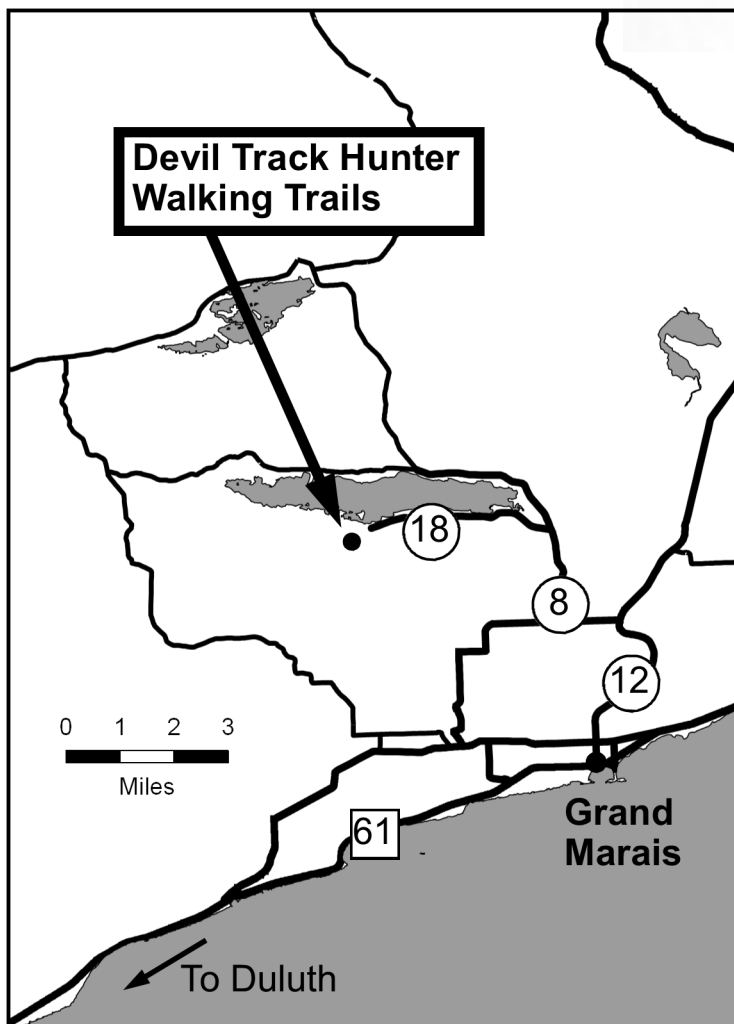 Devil Track Hunter
Walking Trails
18
8
12
0 1 2 3
Miles
61
Grand
Marais
To Duluth